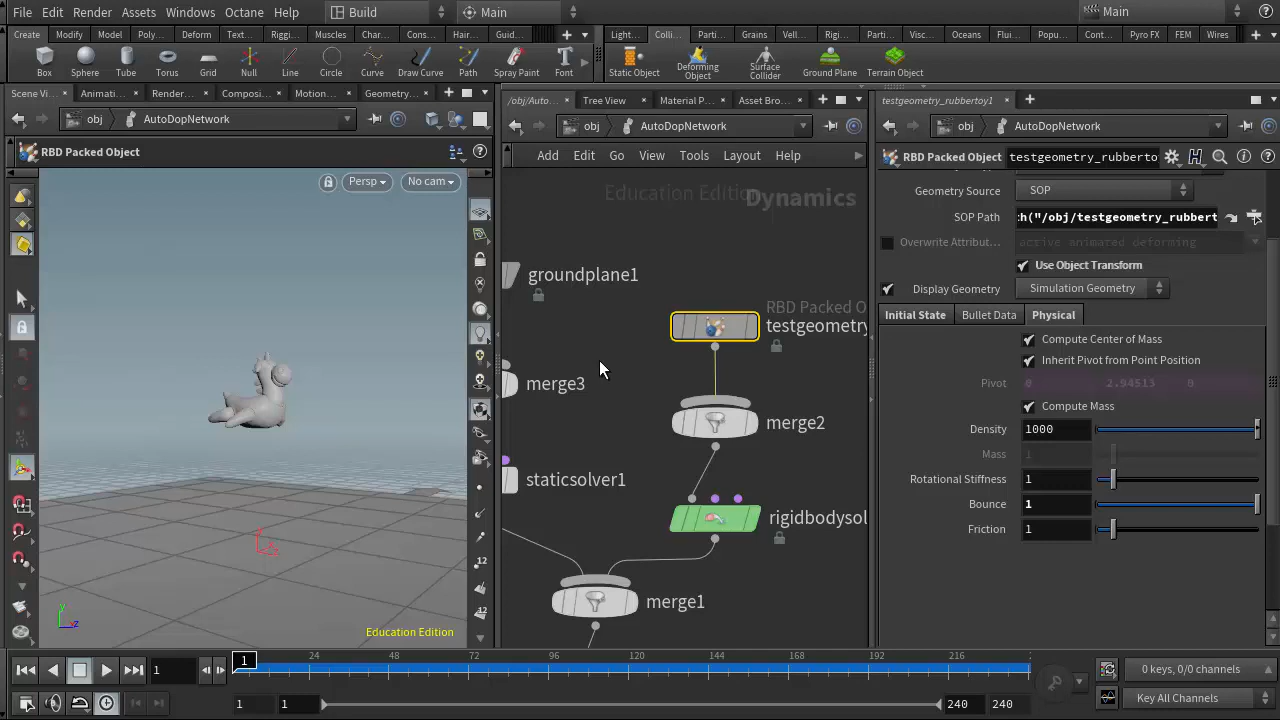 File Edit Render Assets Windows Octane Help Build Main Main
Create Modify Model Poly... Deform Text... Riggi... Muscles Char... Cons... Hair... Guid... Light... Colli... Parti... Grains Vell... Rigi... Parti... Visc... Oceans Flui... Popu... Cont... Pyro FX FEM Wires
Box Sphere Tube Torus Grid Null Line Circle Curve Draw Curve Path Spray Paint Font Static Object Deforming Object Surface Collider Ground Plane Terrain Object
Scene Vi... Animati... Render... Composi... Motion... Geometry... /obj/Auto... Tree View Material P... Asset Bro... testgeometry_rubbertoy1
obj AutoDopNetwork obj AutoDopNetwork obj AutoDopNetwork
RBD Packed Object
Add Edit Go View Tools Layout Help
RBD Packed Object testgeometry_rubberto
Persp No cam
Education Edition
Dynamics
groundplane1
RBD Packed O
testgeometry
merge3
merge2
staticsolver1
rigidbodysol
merge1
Geometry Source SOP
SOP Path :h("/obj/testgeometry_rubbert
Overwrite Attribut... active animated deforming
Use Object Transform
Display Geometry Simulation Geometry
Initial State Bullet Data Physical
Compute Center of Mass
Inherit Pivot from Point Position
Pivot 0 2.94513 0
Compute Mass
Density 1000
Mass 1
Rotational Stiffness 1
Bounce 1
Friction 1
y z
Education Edition
12
12
1 1 24 48 72 96 120 144 168 192 216 2
0 keys, 0/0 channels
1 1 240 240 Key All Channels